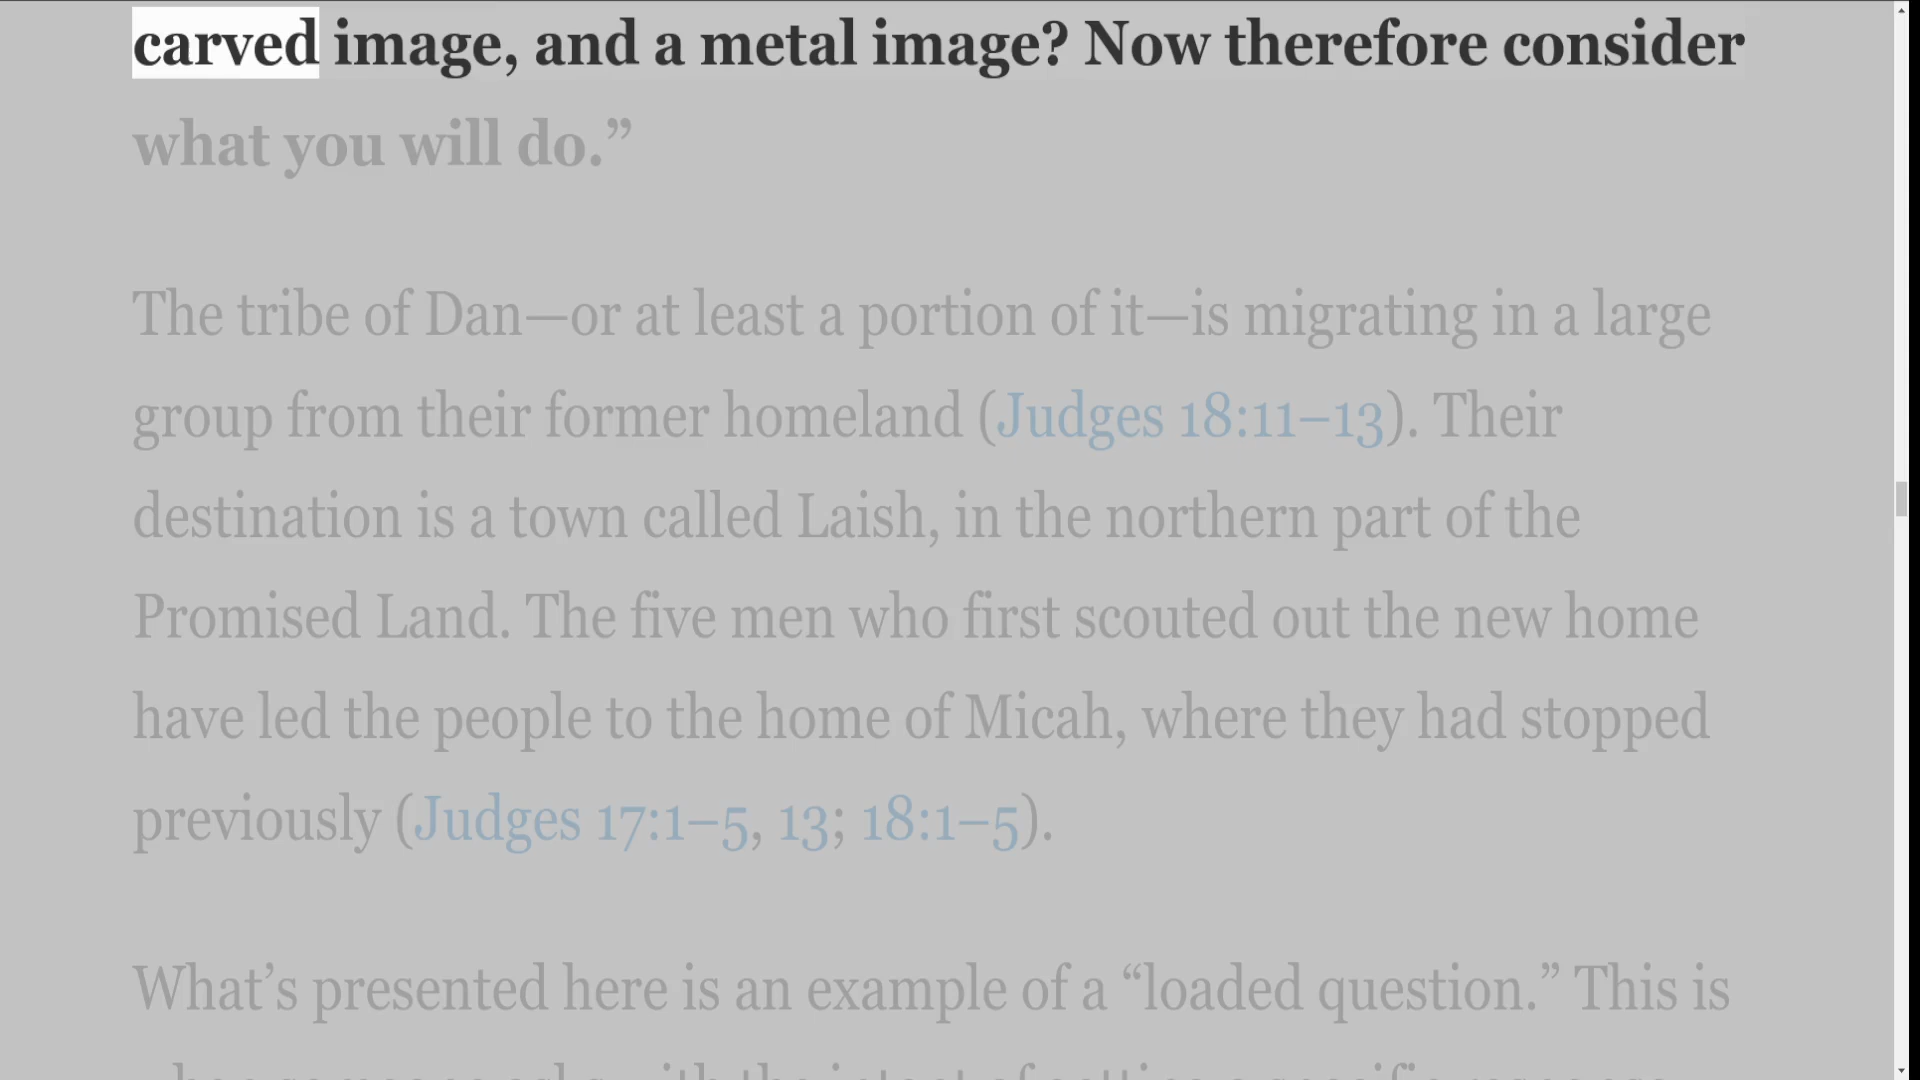 carved image, and a metal image? Now therefore consider
what you will do.”
The tribe of Dan—or at least a portion of it—is migrating in a large
group from their former homeland (Judges 18:11–13). Their
destination is a town called Laish, in the northern part of the
Promised Land. The five men who first scouted out the new home
have led the people to the home of Micah, where they had stopped
previously (Judges 17:1–5, 13; 18:1–5).
What’s presented here is an example of a “loaded question.” This is